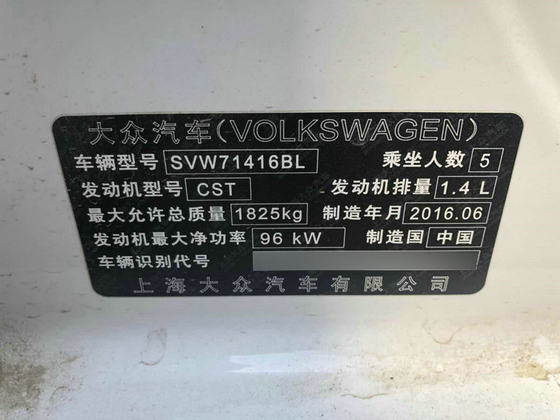 大众汽车(VOLKSWAGEN)
车辆型号 SVW71416BL 乘坐人数 5
发动机型号 CST 发动机排量 1.4 L
最大允许总质量 1825kg 制造年月 2016.06
发动机最大净功率 96 kW 制造国 中国
车辆识别代号
上海大众汽车有限公司